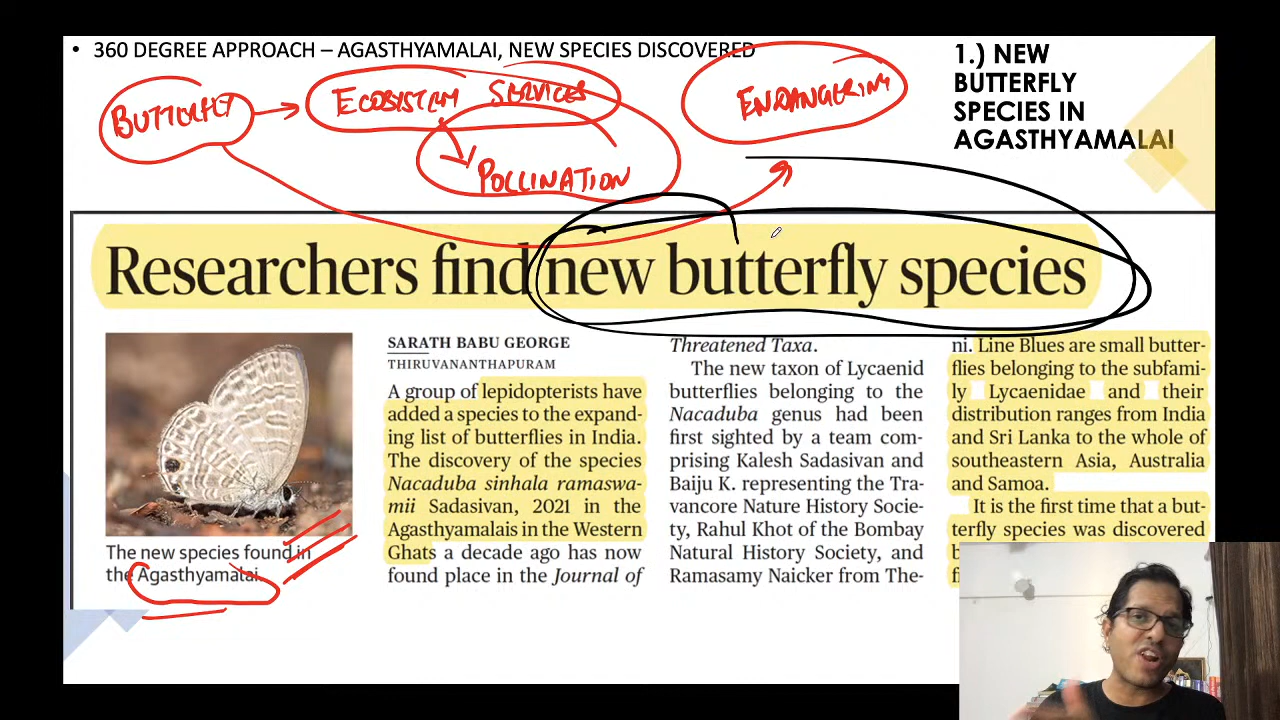 • 360 DEGREE APPROACH – AGASTHYAMALAI, NEW SPECIES DISCOVERED
1.) NEW
BUTTERFLY
SPECIES IN
AGASTHYAMALAI
BUTTERFLY
ECOSISTEM SERVICES
POLLINATION
ENDANGERING
Researchers find new butterfly species
The new species found in
the Agasthyamalai.
SARATH BABU GEORGE
THIRUVANANTHAPURAM
A group of lepidopterists have
added a species to the expand-
ing list of butterflies in India.
The discovery of the species
Nacaduba sinhala ramaswa-
mii Sadasivan, 2021 in the
Agasthyamalais in the Western
Ghats a decade ago has now
found place in the Journal of
Threatened Taxa.
The new taxon of Lycaenid
butterflies belonging to the
Nacaduba genus had been
first sighted by a team com-
prising Kalesh Sadasivan and
Baiju K. representing the Tra-
vancore Nature History Socie-
ty, Rahul Khot of the Bombay
Natural History Society, and
Ramasamy Naicker from The-
ni. Line Blues are small butter-
flies belonging to the subfami-
ly Lycaenidae and their
distribution ranges from India
and Sri Lanka to the whole of
southeastern Asia, Australia
and Samoa.
It is the first time that a but-
terfly species was discovered